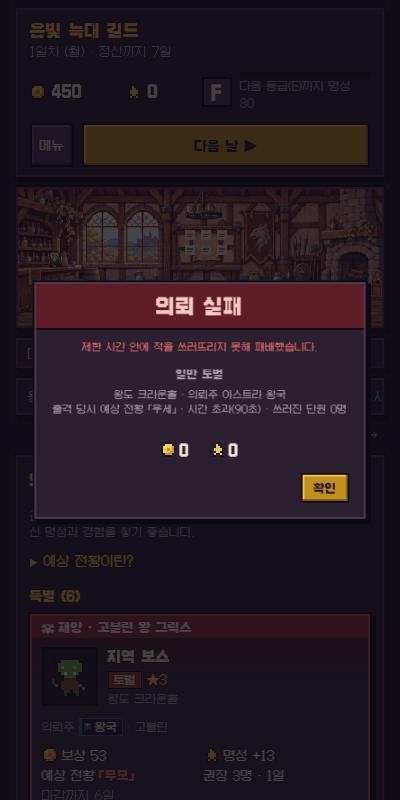 은빛 늑대 길드
1일차 (월) · 정산까지 7일
450
0
F
다음 등급(E)까지 명성
80
메뉴
다음 날 ▶
의뢰 실패
제한 시간 안에 적을 쓰러뜨리지 못해 패배했습니다.
일반 토벌
왕도 크라운홀 · 의뢰주 아스트라 왕국
출격 당시 예상 전황 「우세」 · 시간 초과(90초) · 쓰러진 단원 0명
0
0
확인
신 명성과 경험을 쌓기 좋습니다.
▶ 예상 전황이란?
특별 (6)
재앙 · 고블린 왕 그릭스
지역 보스
토벌 ★3
왕도 크라운홀
의뢰주 왕국 · 고블린
보상 53
명성 +13
예상 전황 「무모」
권장 3명 · 1일
마감까지 6일